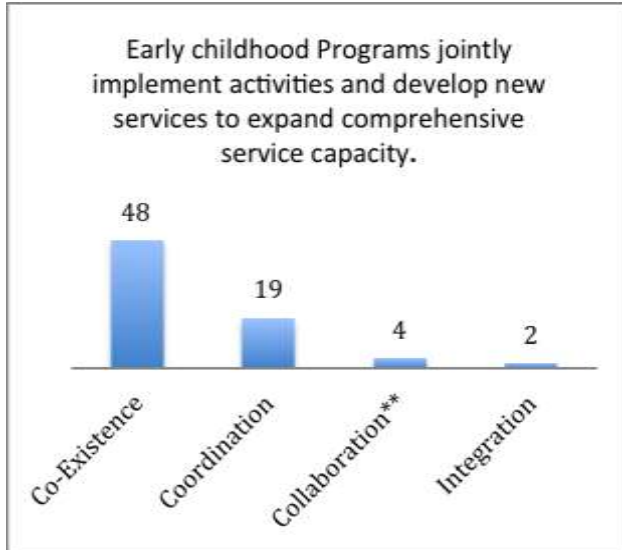 Early childhood Programs jointly
implement activities and develop new
services to expand comprehensive
service capacity.
48
19
4
2
Co-Existence
Coordination
Collaboration**
Integration